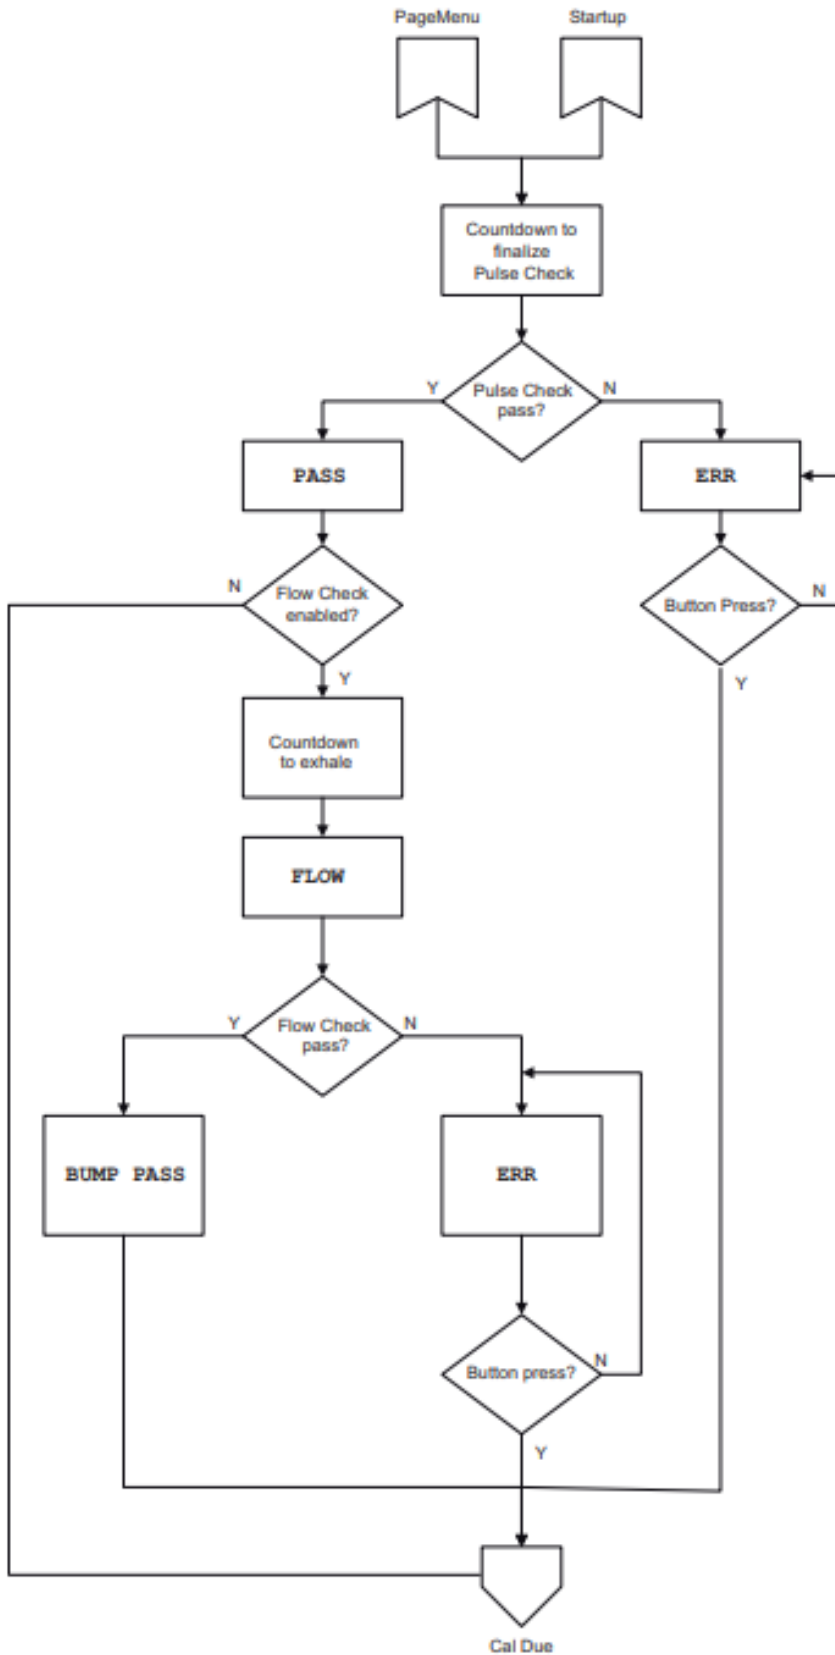 PageMenu
Startup
Countdown to
finalize
Pulse Check
Y
Pulse Check
pass?
N
PASS
ERR
N
Flow Check
enabled?
Y
Button Press?
N
Y
Countdown
to exhale
FLOW
Y
Flow Check
pass?
N
BUMP PASS
ERR
Button press?
N
Y
Cal Due